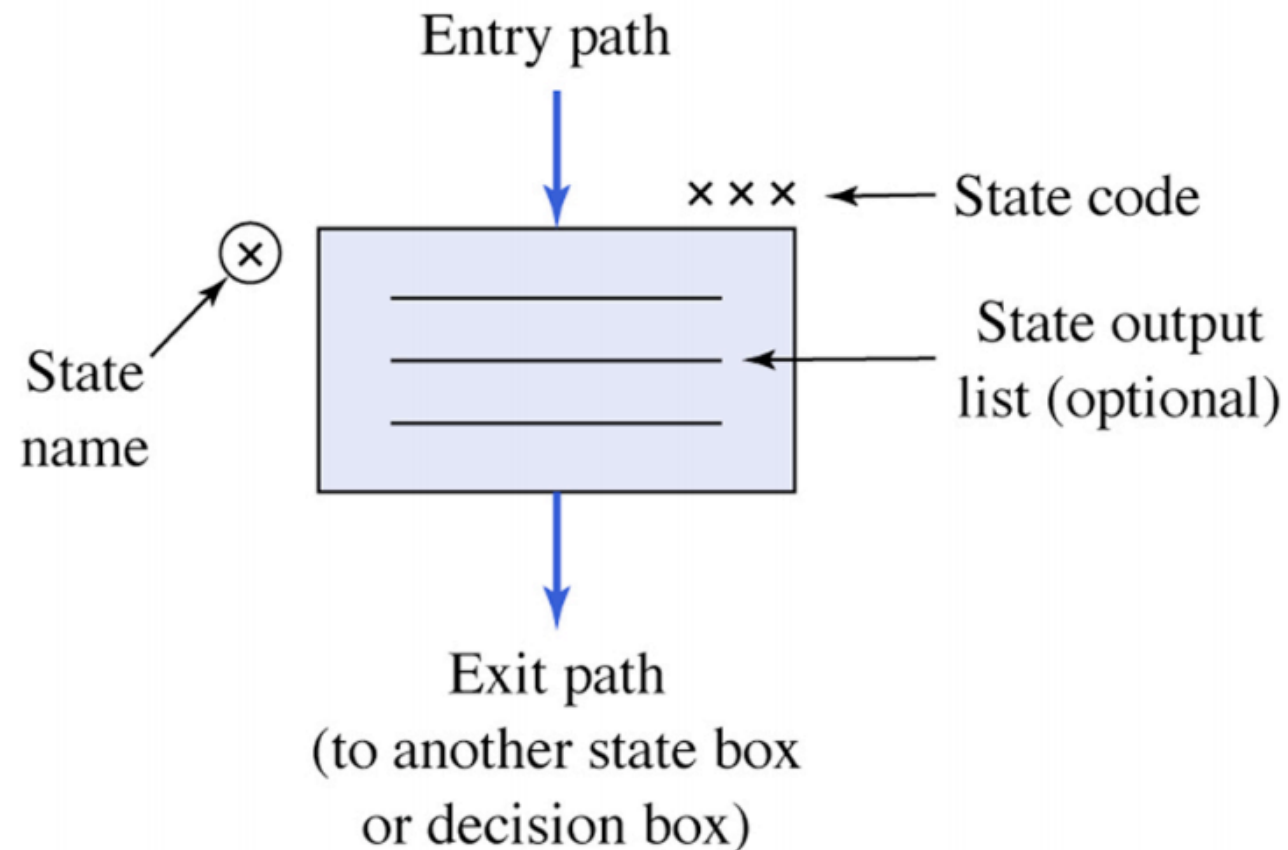 Entry path
× × ×
State code
×
State output
list (optional)
State
name
Exit path
(to another state box
or decision box)